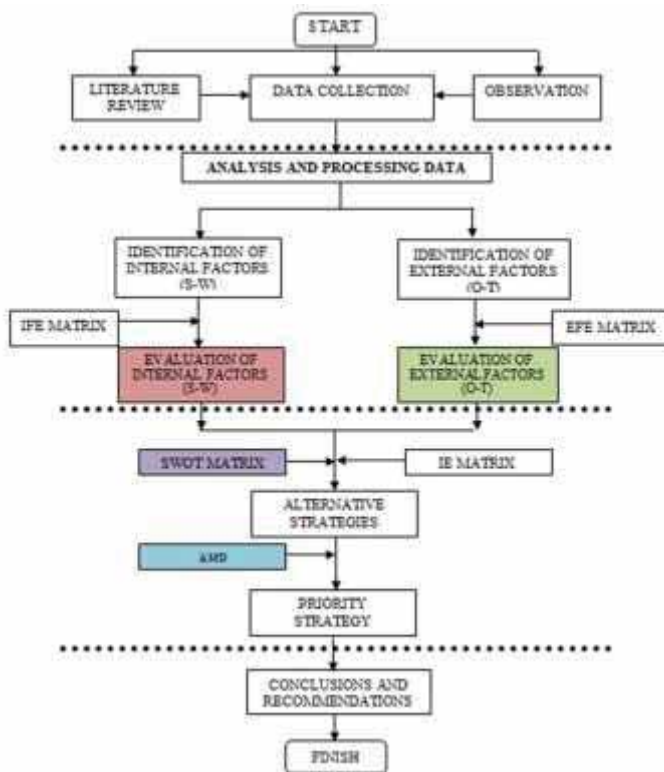 START
LITERATURE
REVIEW
DATA COLLECTION
OBSERVATION
ANALYSIS AND PROCESSING DATA
IDENTIFICATION OF
INTERNAL FACTORS
(S-W)
IDENTIFICATION OF
EXTERNAL FACTORS
(O-T)
IFE MATRIX
EFE MATRIX
EVALUATION OF
INTERNAL FACTORS
(S-W)
EVALUATION OF
EXTERNAL FACTORS
(O-T)
SWOT MATRIX
IE MATRIX
ALTERNATIVE
STRATEGIES
PRIORITY
STRATEGY
CONCLUSIONS AND
RECOMMENDATIONS
FINISH